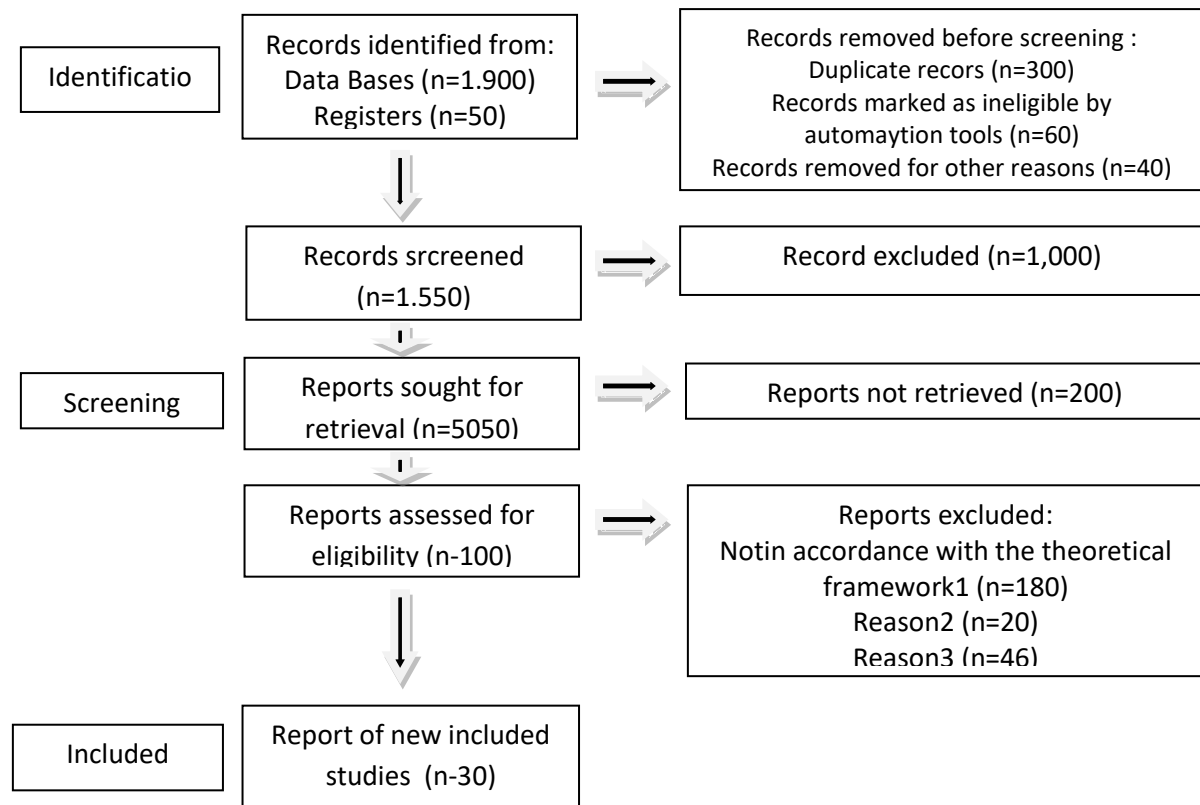 Identificatio
Records identified from:
Data Bases (n=1.900)
Registers (n=50)
Records removed before screening :
Duplicate recors (n=300)
Records marked as ineligible by
automaytion tools (n=60)
Records removed for other reasons (n=40)
Records srcreened
(n=1.550)
Record excluded (n=1,000)
Screening
Reports sought for
retrieval (n=5050)
Reports not retrieved (n=200)
Reports assessed for
eligibility (n-100)
Reports excluded:
Notin accordance with the theoretical
framework1 (n=180)
Reason2 (n=20)
Reason3 (n=46)
Included
Report of new included
studies (n-30)